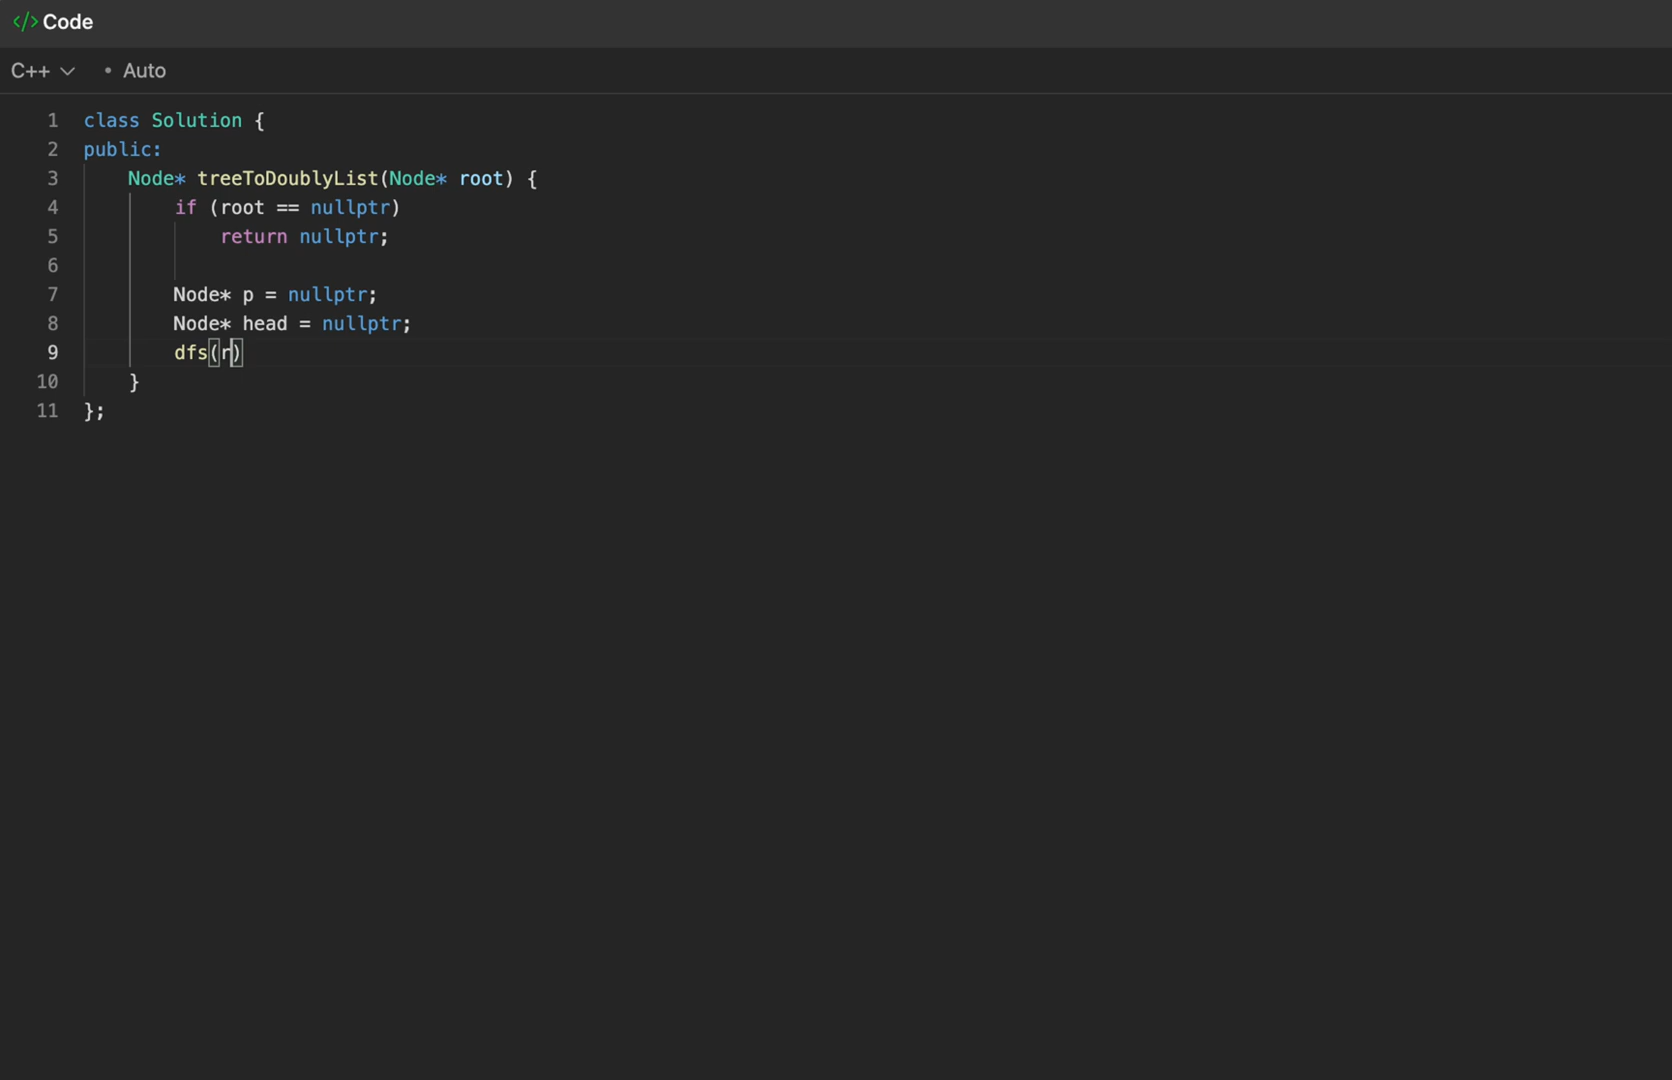 </> Code
C++ • Auto
1 class Solution {
2 public:
3 Node* treeToDoublyList(Node* root) {
4 if (root == nullptr)
5 return nullptr;
6
7 Node* p = nullptr;
8 Node* head = nullptr;
9 dfs(r)
10 }
11 };